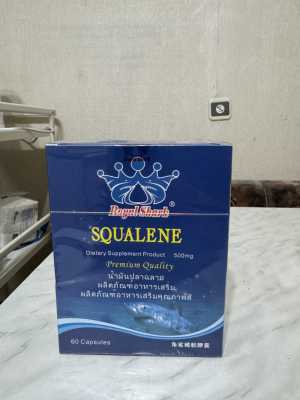 Royal Shark®
SQUALENE
Dietary Supplement Product 500mg
Premium Quality
น้ำมันปลาฉลาม
ผลิตภัณฑ์อาหารเสริม
ผลิตภัณฑ์อาหารเสริมคุณภาพดี
60 Capsules